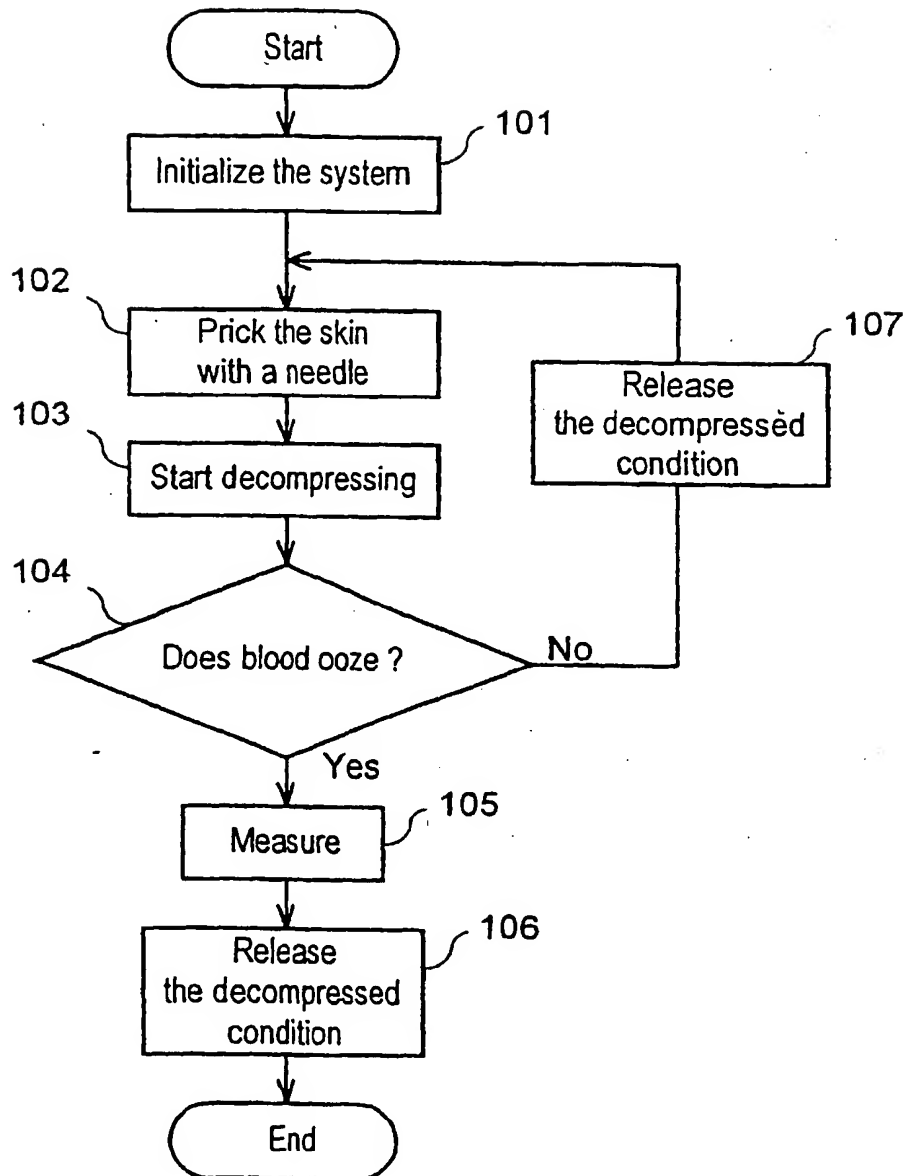 Start
101
Initialize the system
102
Prick the skin
with a needle
107
Release
the decompressed
condition
103
Start decompressing
104
Does blood ooze ?
No
Yes
105
Measure
106
Release
the decompressed
condition
End